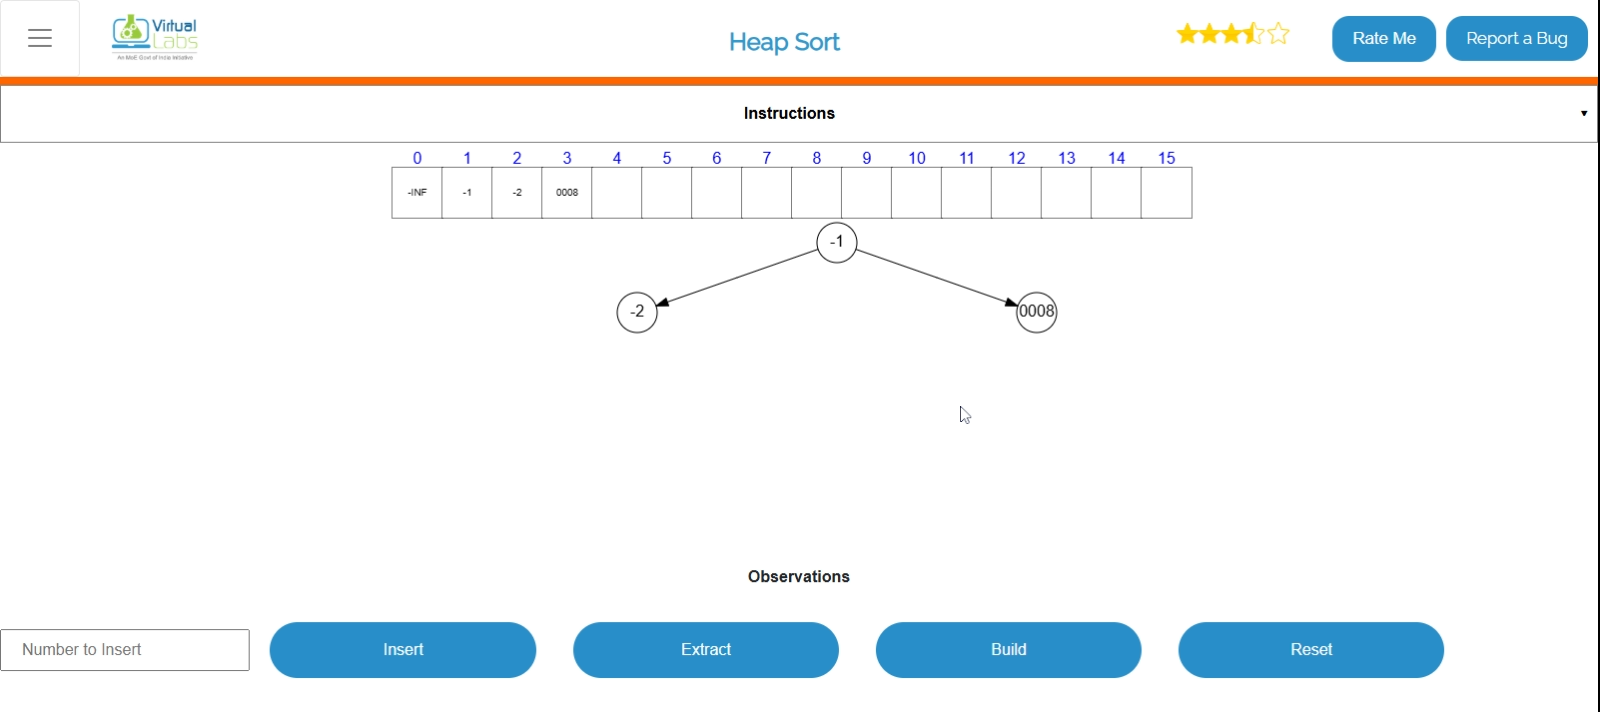 Virtual
Labs
An MoE Govt of India Initiative
Heap Sort
Rate Me
Report a Bug
Instructions
0 1 2 3 4 5 6 7 8 9 10 11 12 13 14 15
-INF -1 -2 0008
-1
-2 0008
Observations
Number to Insert
Insert
Extract
Build
Reset